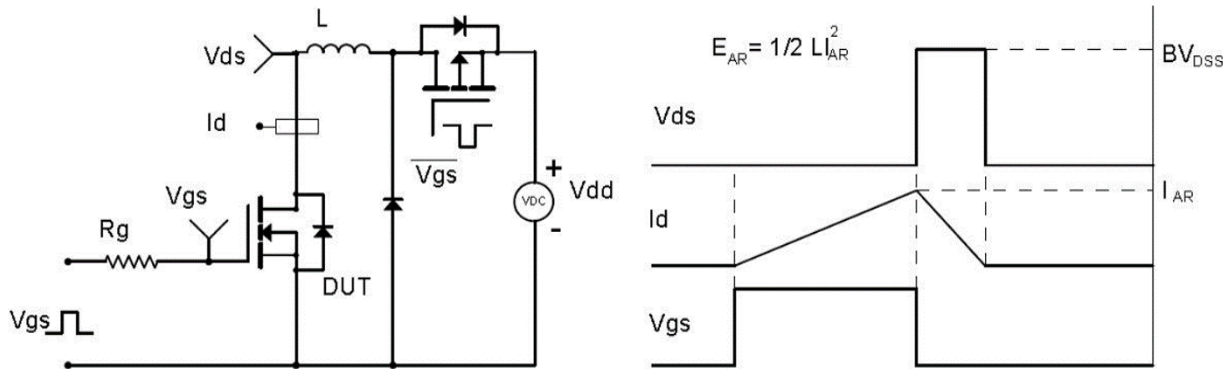 L
Vds
Id
Vgs
Vgs
+
Vdd
VDC
-
Vgs
Rg
DUT
Vgs
E_AR = 1/2 LI_AR^2
BV_DSS
Vds
I_AR
Id
Vgs